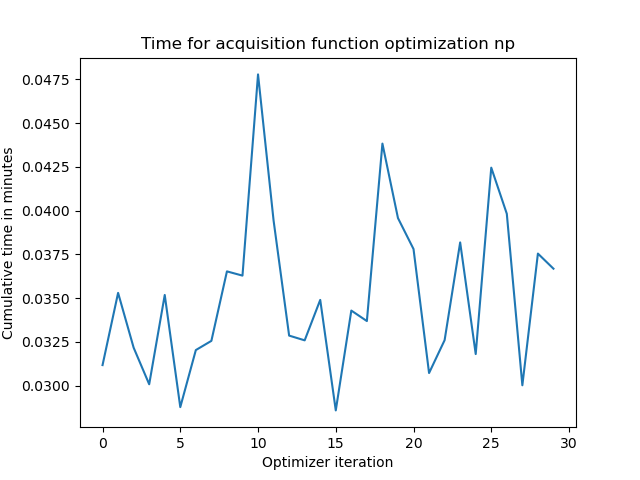 Time for acquisition function optimization np
0.0475
0.0450
0.0425
0.0400
0.0375
0.0350
0.0325
0.0300
Cumulative time in minutes
0 5 10 15 20 25 30
Optimizer iteration